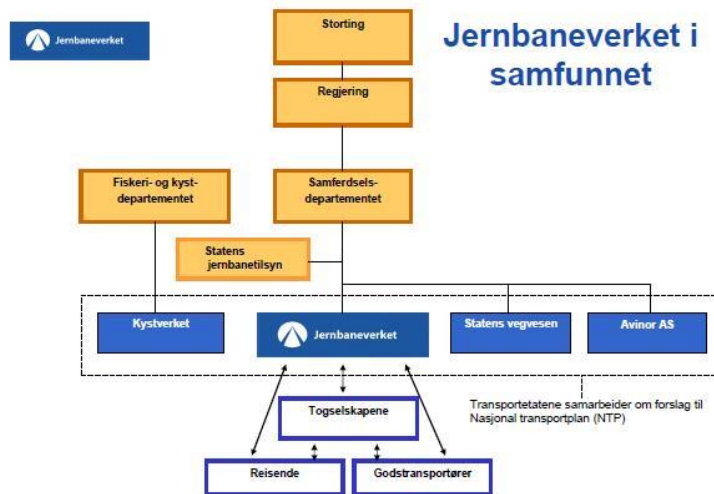 Jernbaneverket
Jernbaneverket i
samfunnet
Storting
Regjering
Fiskeri- og kyst-
departementet
Samferdsels-
departementet
Statens
jernbanetilsyn
Kystverket
Jernbaneverket
Statens vegvesen
Avinor AS
Togselskapene
Transportetatene samarbeider om forslag til
Nasjonal transportplan (NTP)
Reisende
Godstransportører